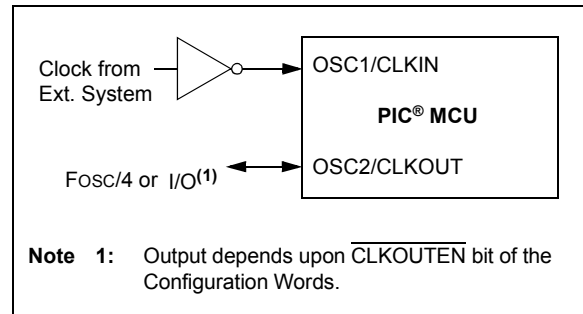 Clock from
Ext. System
OSC1/CLKIN
PIC® MCU
FOSC/4 or I/O(1)
OSC2/CLKOUT
Note 1: Output depends upon CLKOUTEN bit of the
Configuration Words.